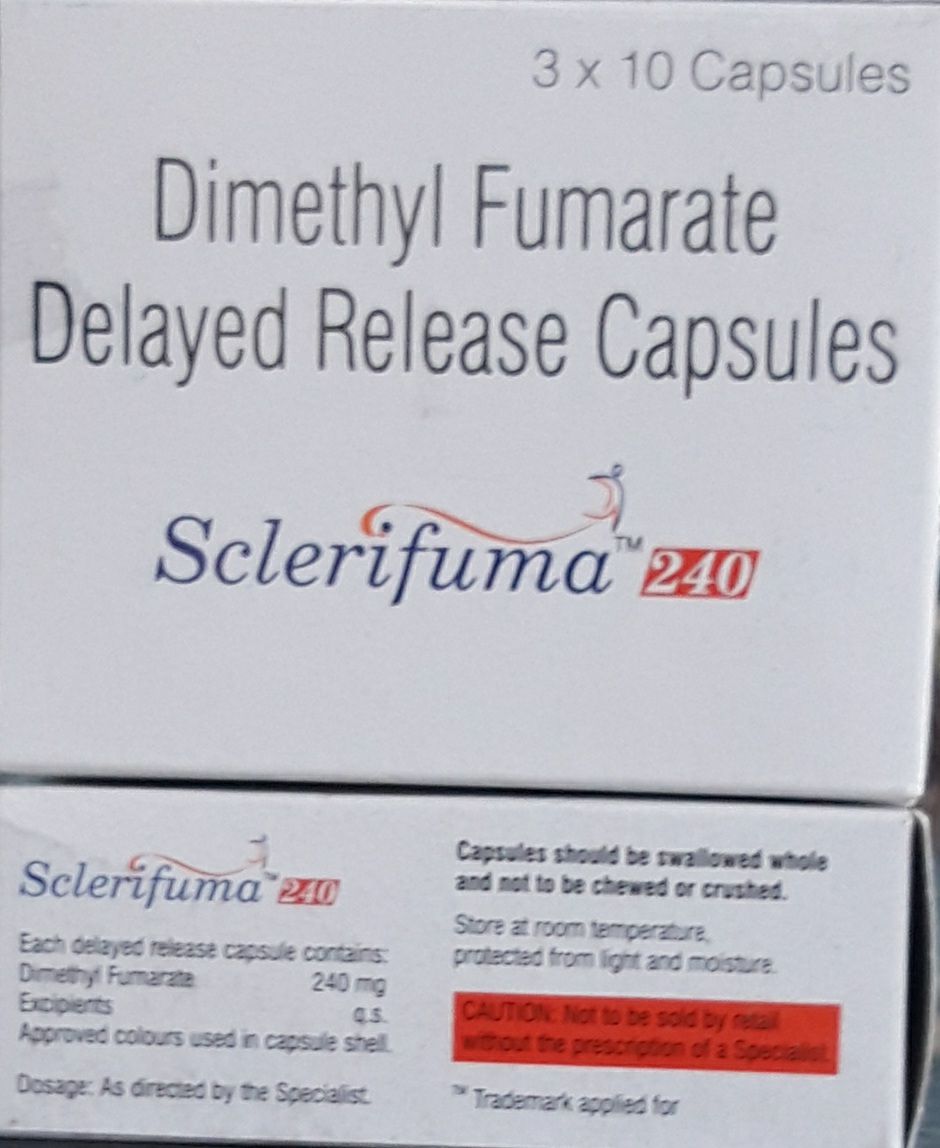 3 x 10 Capsules
Dimethyl Fumarate
Delayed Release Capsules
Sclerifuma™ 240
Sclerifuma™ 240
Each delayed release capsule contains:
Dimethyl Fumarate 240 mg
Excipients q.s.
Approved colours used in capsule shell.
Dosage: As directed by the Specialist.
Capsules should be swallowed whole
and not to be chewed or crushed.
Store at room temperature,
protected from light and moisture.
CAUTION: Not to be sold by retail
without the prescription of a Specialist.
™ Trademark applied for